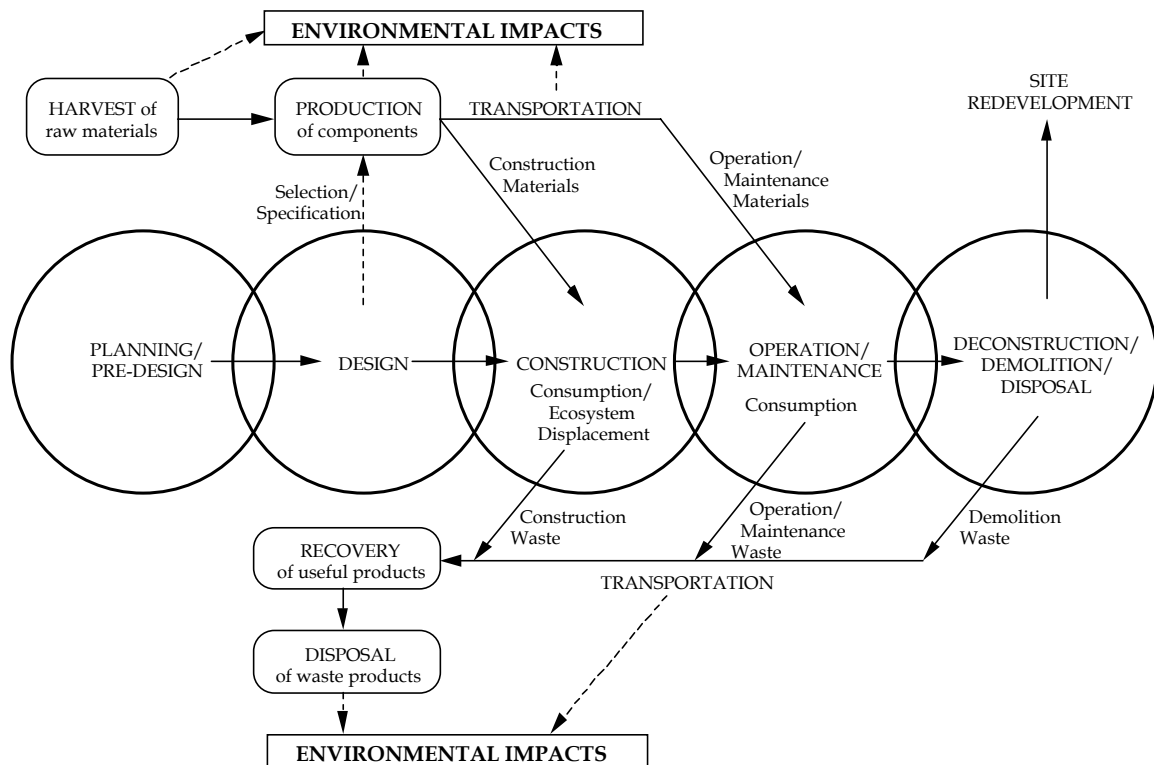 ENVIRONMENTAL IMPACTS
SITE
REDEVELOPMENT
HARVEST of
raw materials
PRODUCTION
of components
TRANSPORTATION
Construction
Materials
Operation/
Maintenance
Materials
Selection/
Specification
PLANNING/
PRE-DESIGN
DESIGN
CONSTRUCTION
Consumption/
Ecosystem
Displacement
OPERATION/
MAINTENANCE
Consumption
DECONSTRUCTION/
DEMOLITION/
DISPOSAL
Construction
Waste
Operation/
Maintenance
Waste
Demolition
Waste
RECOVERY
of useful products
TRANSPORTATION
DISPOSAL
of waste products
ENVIRONMENTAL IMPACTS